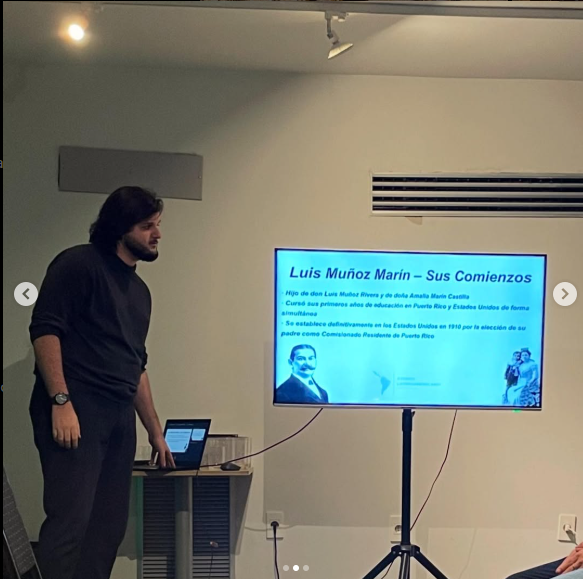 Luis Muñoz Marín – Sus Comienzos
· Hijo de don Luis Muñoz Rivera y de doña Amalia Marín Castilla
· Cursó sus primeros años de educación en Puerto Rico y Estados Unidos de forma
simultánea
· Se establece definitivamente en los Estados Unidos en 1910 por la elección de su
padre como Comisionado Residente de Puerto Rico